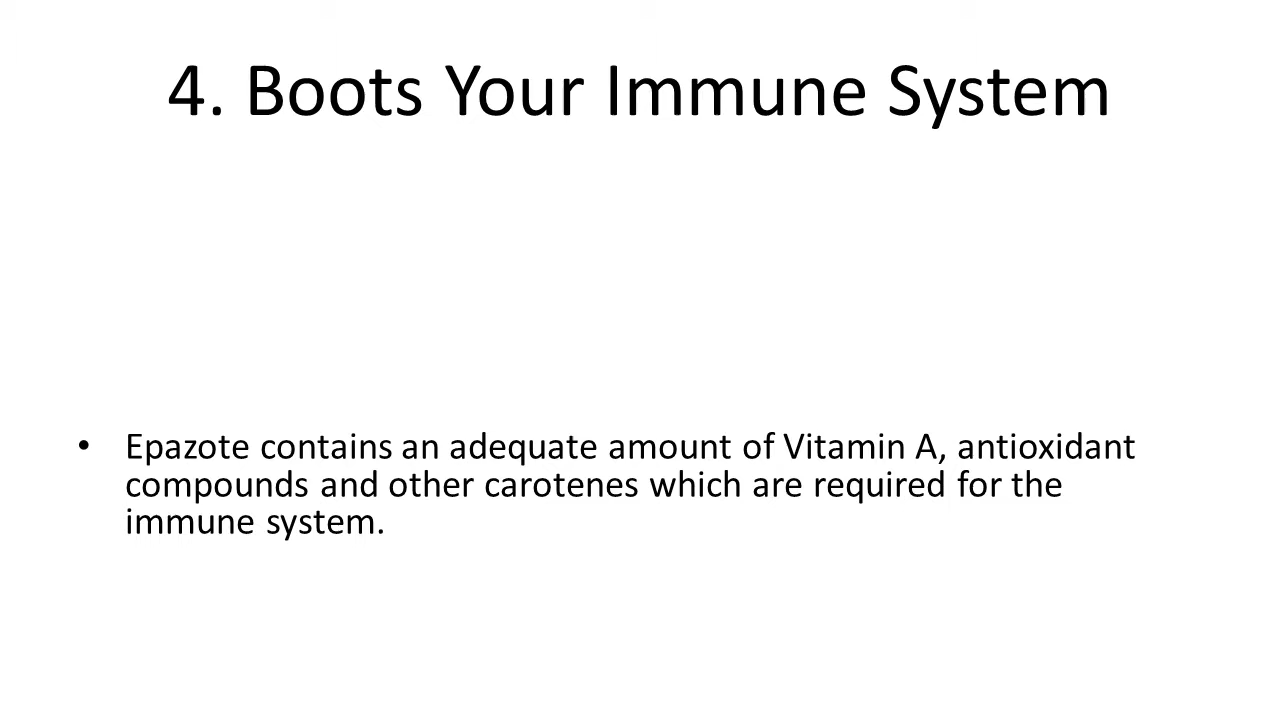 4. Boots Your Immune System
• Epazote contains an adequate amount of Vitamin A, antioxidant
compounds and other carotenes which are required for the
immune system.